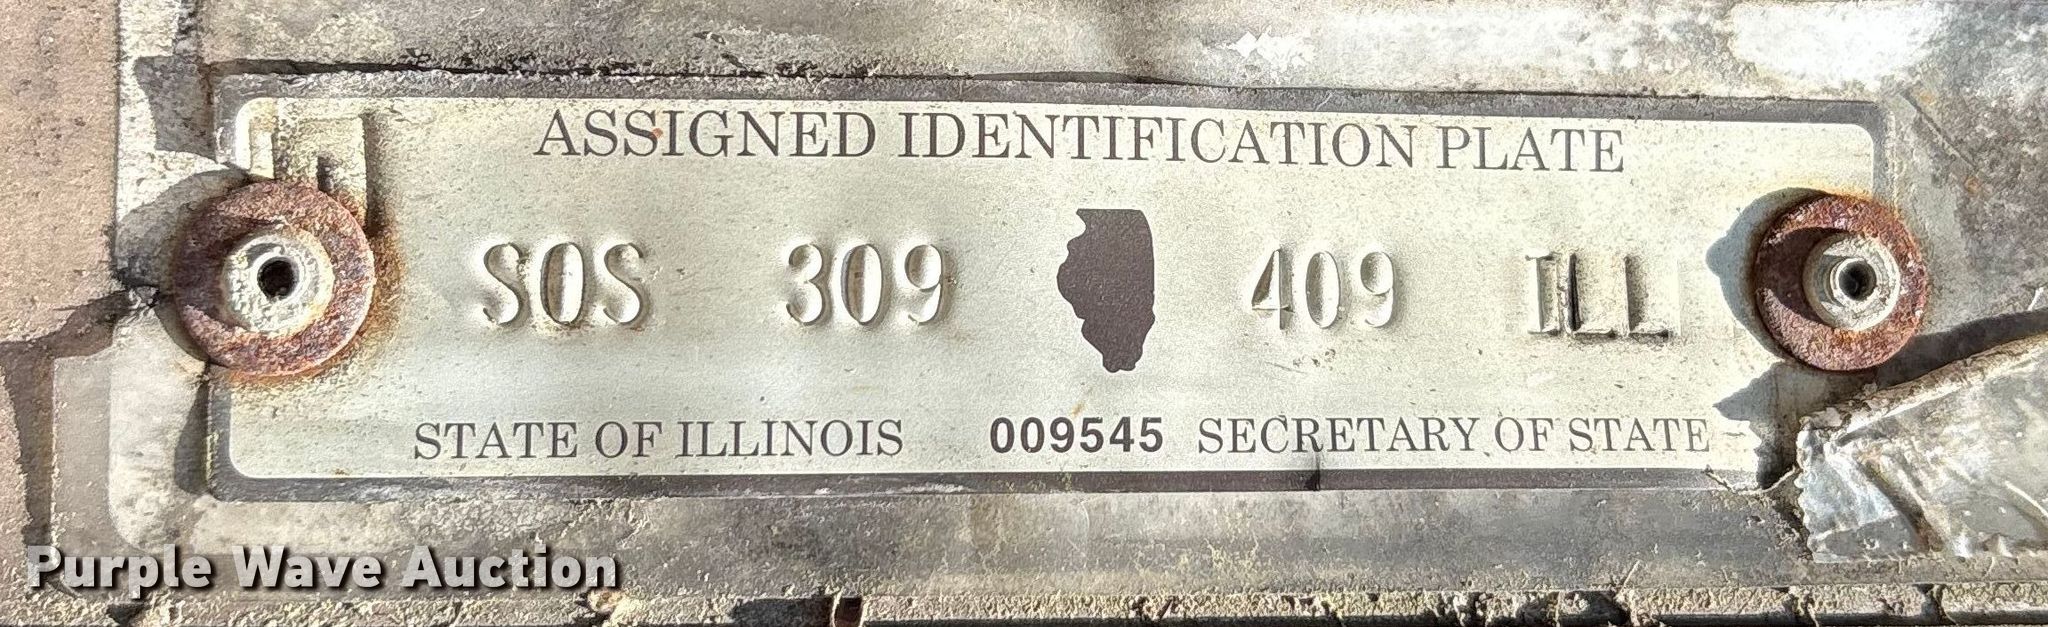 ASSIGNED IDENTIFICATION PLATE
SOS 309 409 ILL
STATE OF ILLINOIS 009545 SECRETARY OF STATE
Purple Wave Auction